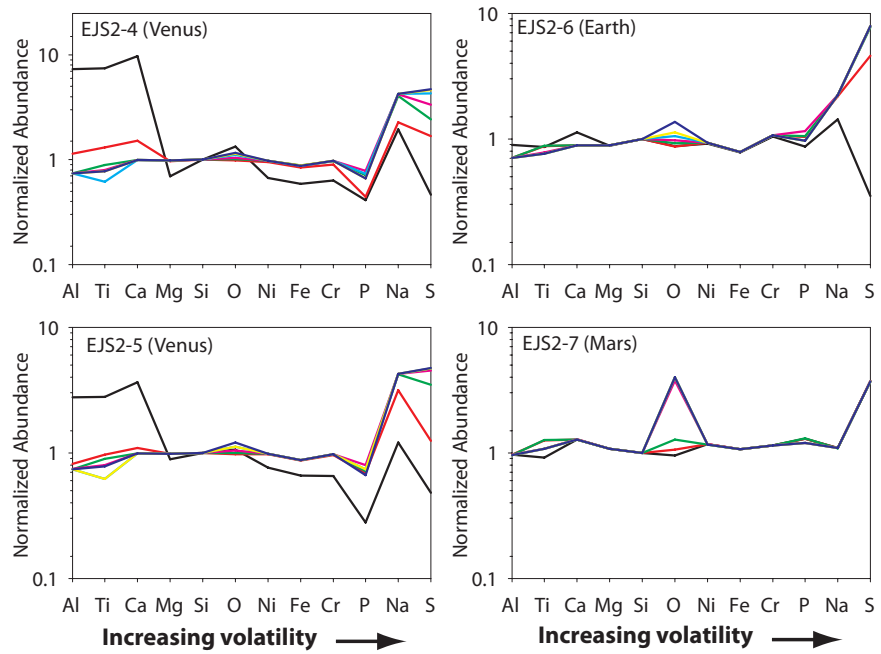 EJS2-4 (Venus)
Normalized Abundance
10
1
0.1
Al Ti Ca Mg Si O Ni Fe Cr P Na S
EJS2-6 (Earth)
Normalized Abundance
10
1
0.1
Al Ti Ca Mg Si O Ni Fe Cr P Na S
EJS2-5 (Venus)
Normalized Abundance
10
1
0.1
Al Ti Ca Mg Si O Ni Fe Cr P Na S
Increasing volatility
EJS2-7 (Mars)
Normalized Abundance
10
1
0.1
Al Ti Ca Mg Si O Ni Fe Cr P Na S
Increasing volatility